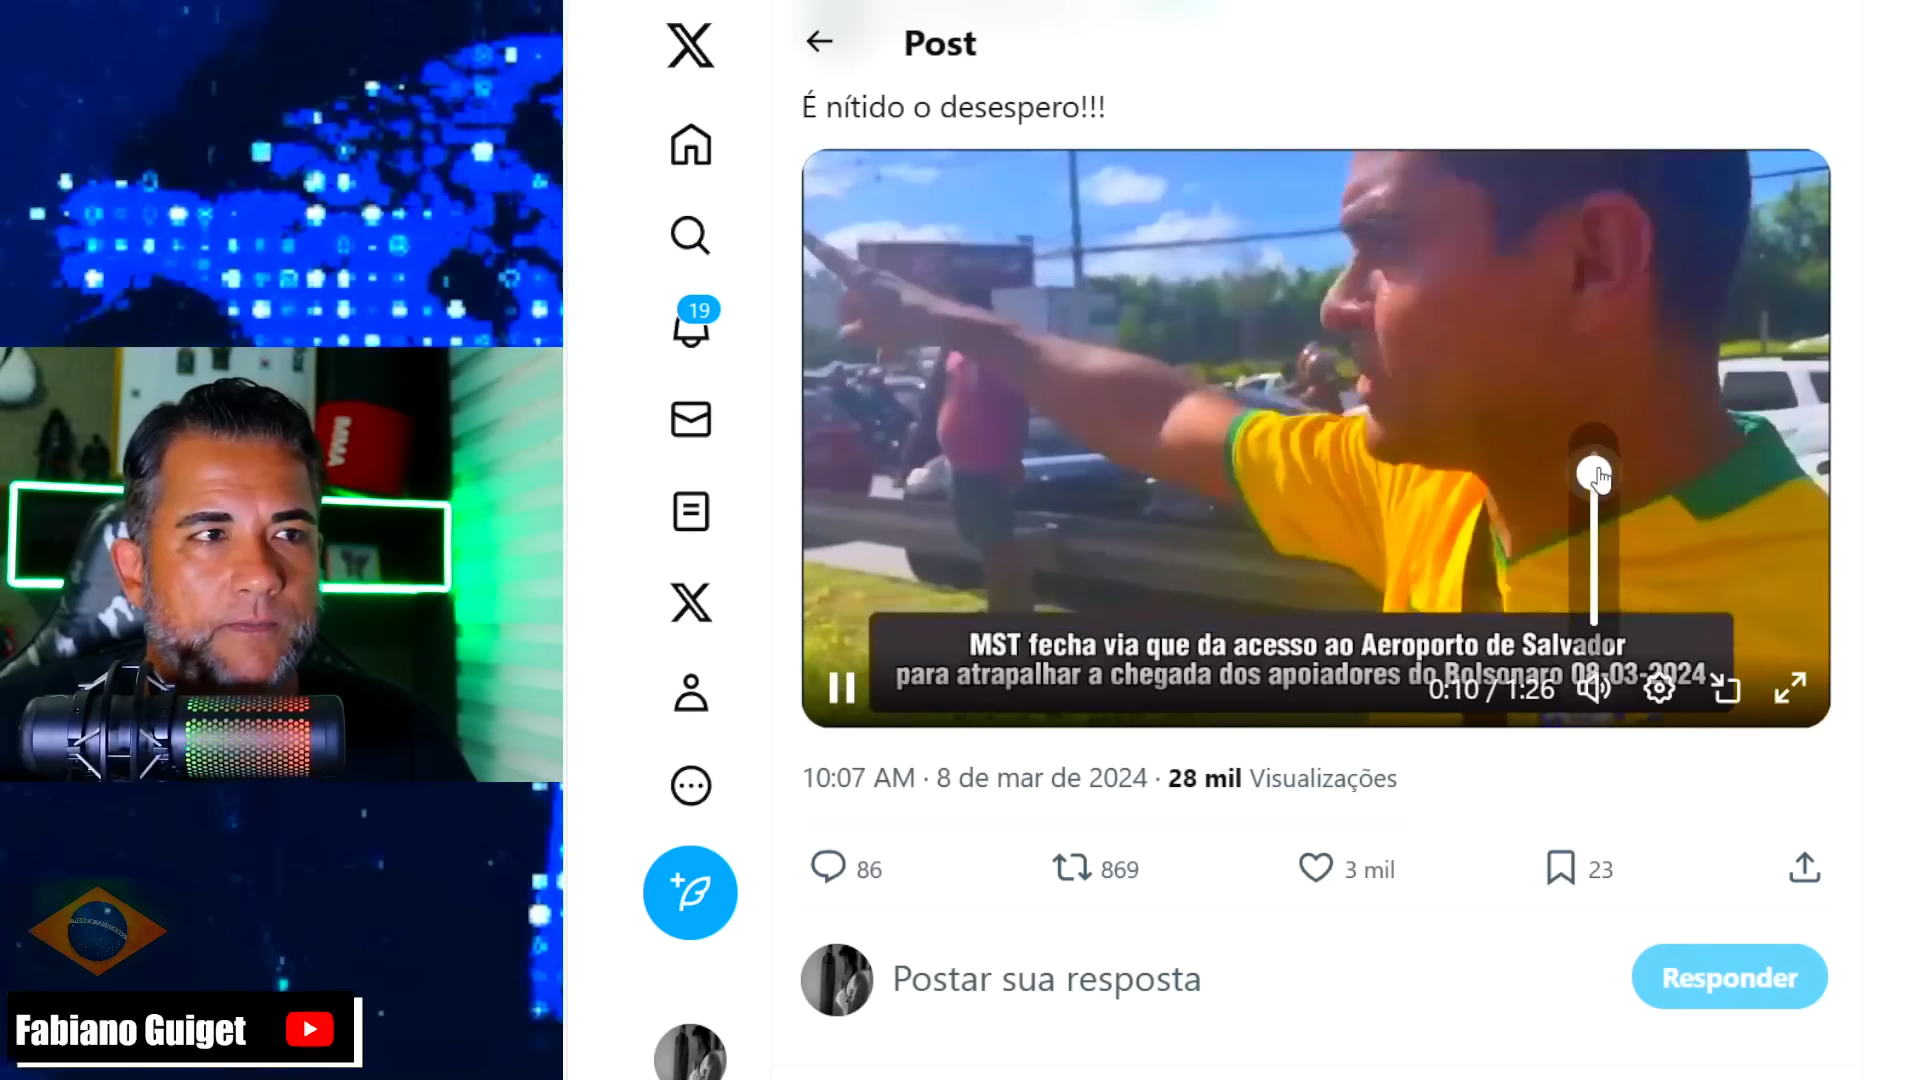 Post
É nítido o desespero!!!
19
MMA
MST fecha via que da acesso ao Aeroporto de Salvador
para atrapalhar a chegada dos apoiadores do Bolsonaro 08-03-2024
0:10 / 1:26
10:07 AM · 8 de mar de 2024 · 28 mil Visualizações
86
869
3 mil
23
Postar sua resposta
Responder
Fabiano Guiget